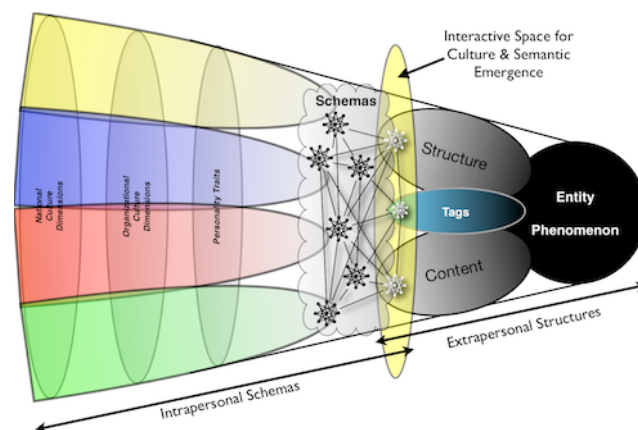 Interactive Space for
Culture & Semantic
Emergence
Schemas
National
Culture
Dimensions
Organizational
Culture
Dimensions
Personality Traits
Structure
Tags
Content
Entity
Phenomenon
Extrapersonal Structures
Intrapersonal Schemas